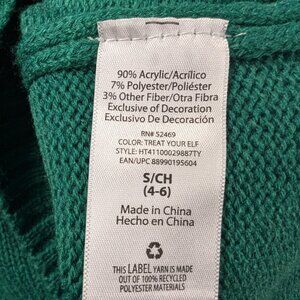 90% Acrylic/Acrílico
7% Polyester/Poliéster
3% Other Fiber/Otra Fibra
Exclusive of Decoration
Exclusivo De Decoración
RN# 52469
COLOR: TREAT YOUR ELF
STYLE: HT41100029887TY
EAN/UPC 88990195604
S/CH
(4-6)
Made in China
Hecho en China
THIS LABEL YARN IS MADE
OUT OF 100% RECYCLED
POLYESTER MATERIALS